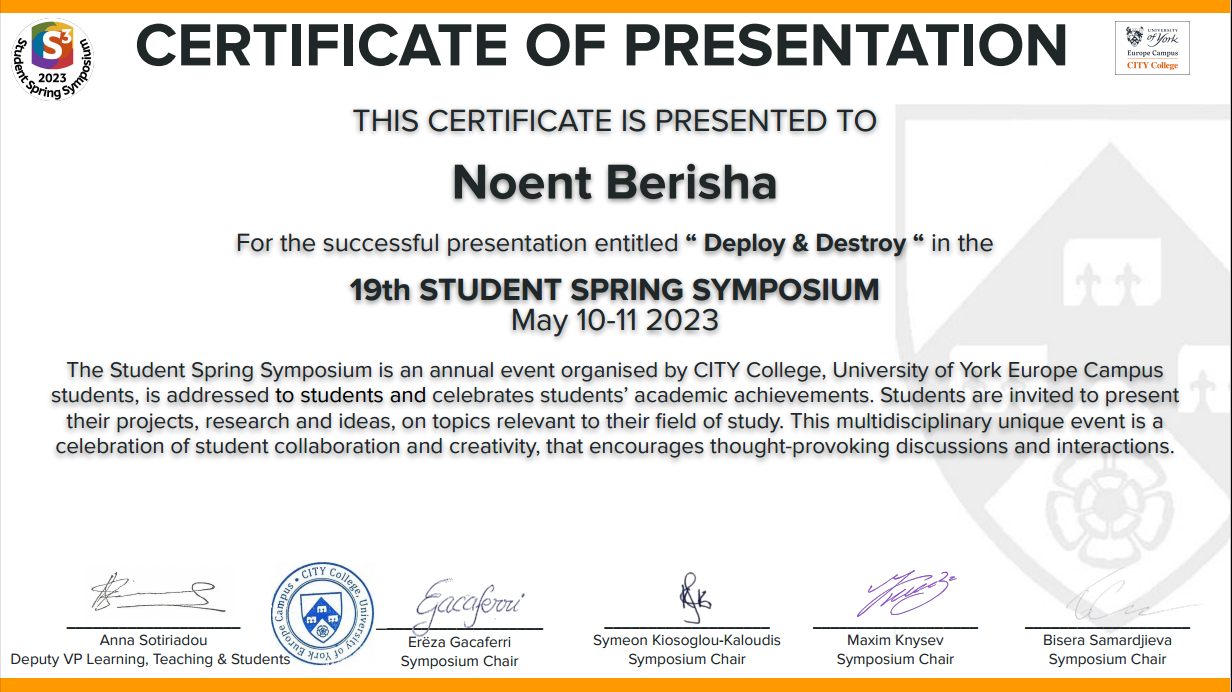 S3
2023
Student Spring Symposium
CERTIFICATE OF PRESENTATION
UNIVERSITY
of York
Europe Campus
CITY College
THIS CERTIFICATE IS PRESENTED TO
Noent Berisha
For the successful presentation entitled “ Deploy & Destroy “ in the
19th STUDENT SPRING SYMPOSIUM
May 10-11 2023
The Student Spring Symposium is an annual event organised by CITY College, University of York Europe Campus
students, is addressed to students and celebrates students’ academic achievements. Students are invited to present
their projects, research and ideas, on topics relevant to their field of study. This multidisciplinary unique event is a
celebration of student collaboration and creativity, that encourages thought-provoking discussions and interactions.
CITY College, University of York Europe Campus
Gacaferri
Anna Sotiriadou
Deputy VP Learning, Teaching & Students
Erëza Gacaferri
Symposium Chair
Symeon Kiosoglou-Kaloudis
Symposium Chair
Maxim Knysev
Symposium Chair
Bisera Samardjieva
Symposium Chair